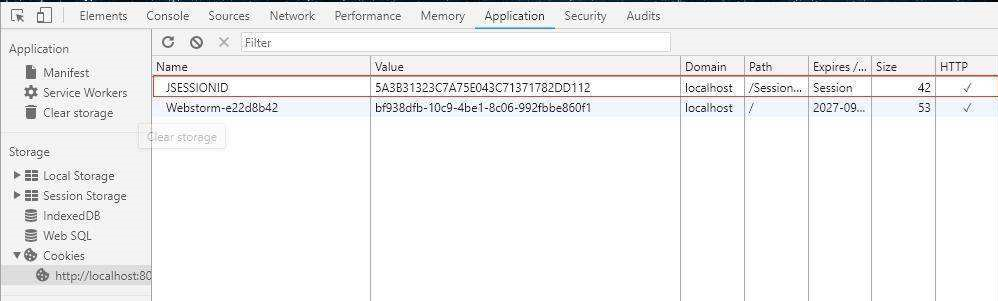 Elements Console Sources Network Performance Memory Application Security Audits
Application
Manifest
Service Workers
Clear storage
Clear storage
Storage
Local Storage
Session Storage
IndexedDB
Web SQL
Cookies
http://localhost:80
Filter
Name Value Domain Path Expires /... Size HTTP
JSESSIONID 5A3B31323C7A75E043C71371782DD112 localhost /Session... Session 42 ✓
Webstorm-e22d8b42 bf938dfb-10c9-4be1-8c06-992fbbe860f1 localhost / 2027-09... 53 ✓